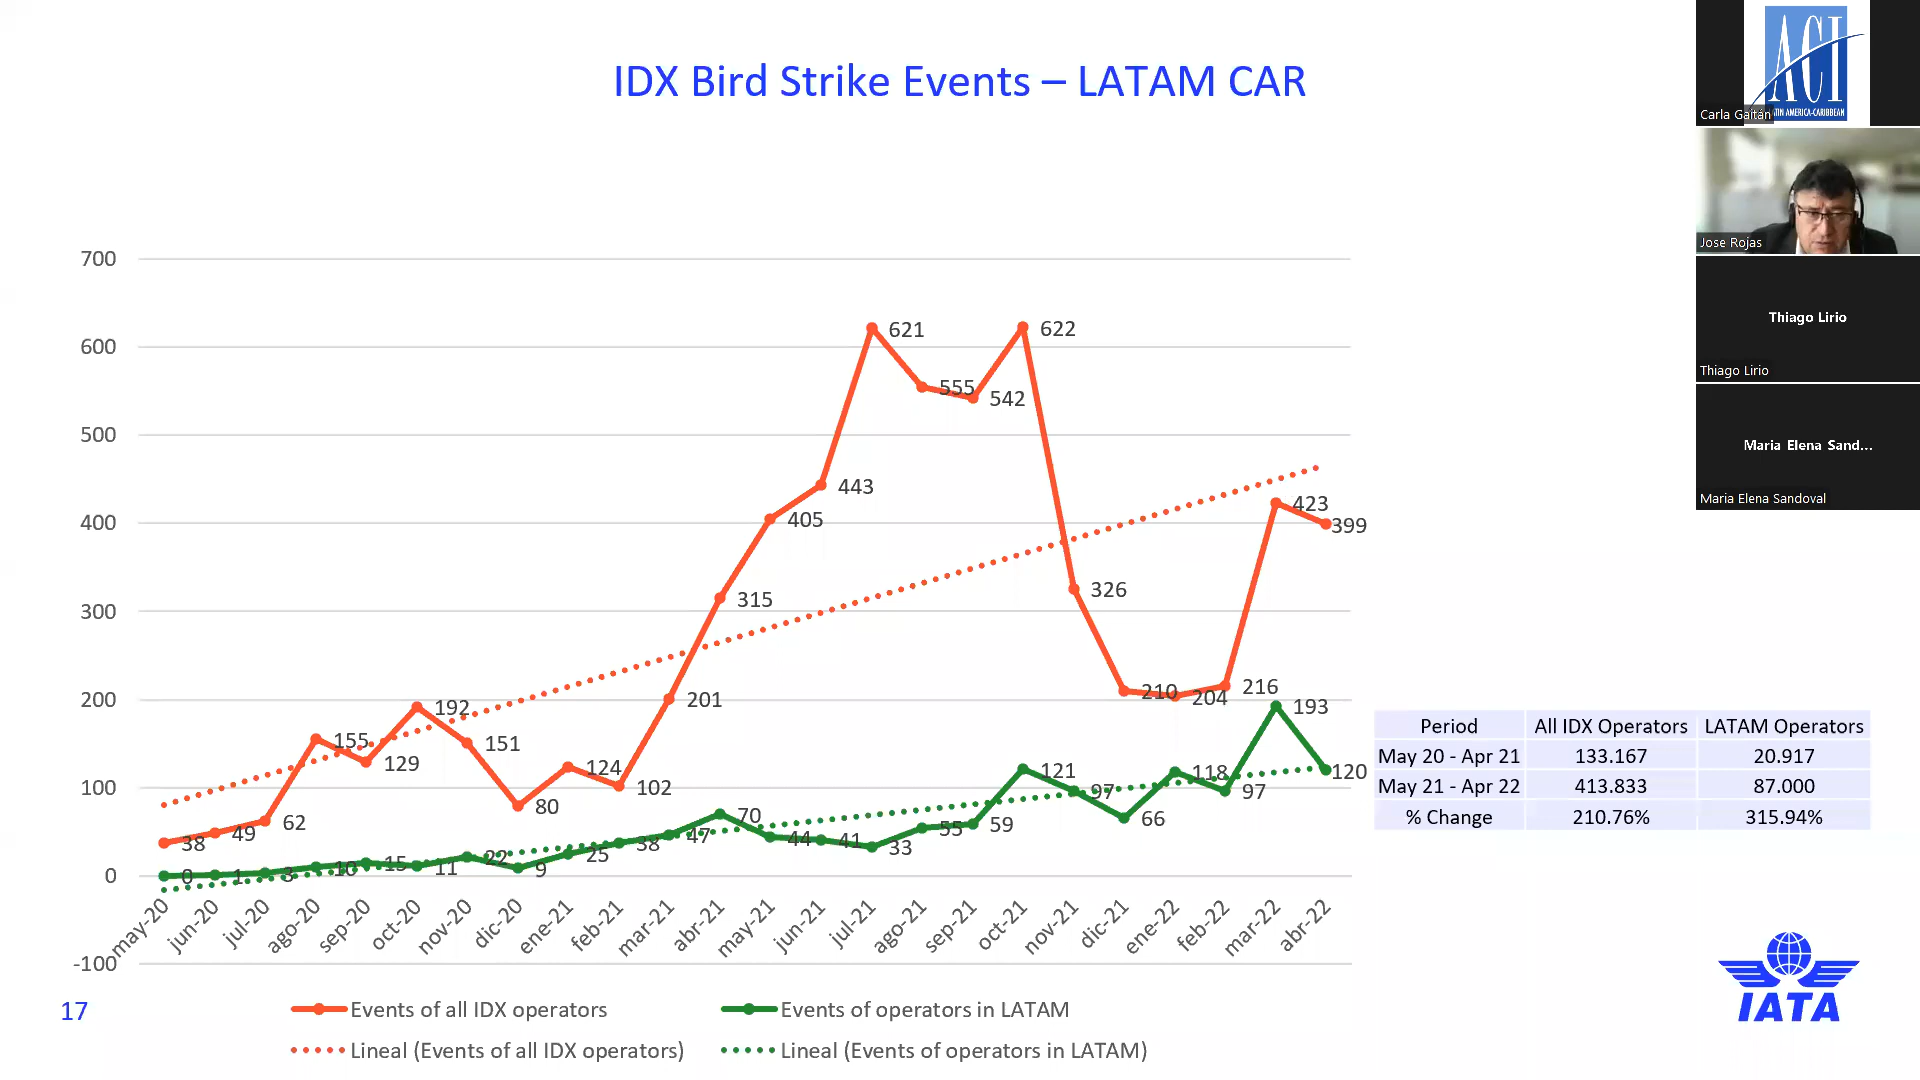 IDX Bird Strike Events – LATAM CAR
ACI
LATIN AMERICA-CARIBBEAN
Carla Gaitán
Jose Rojas
Thiago Lirio
Thiago Lirio
Maria Elena Sand...
Maria Elena Sandoval
700
600
500
400
300
200
100
0
-100
38
49
62
155
129
192
151
80
124
102
201
315
405
443
621
555
542
622
326
210
204
216
423
399
0
1
3
10
15
11
22
9
25
38
47
70
44
41
33
55
59
121
97
66
118
97
193
120
may-20
jun-20
jul-20
ago-20
sep-20
oct-20
nov-20
dic-20
ene-21
feb-21
mar-21
abr-21
may-21
jun-21
jul-21
ago-21
sep-21
oct-21
nov-21
dic-21
ene-22
feb-22
mar-22
abr-22
Period All IDX Operators LATAM Operators
May 20 - Apr 21 133.167 20.917
May 21 - Apr 22 413.833 87.000
% Change 210.76% 315.94%
Events of all IDX operators
Events of operators in LATAM
Lineal (Events of all IDX operators)
Lineal (Events of operators in LATAM)
17
IATA